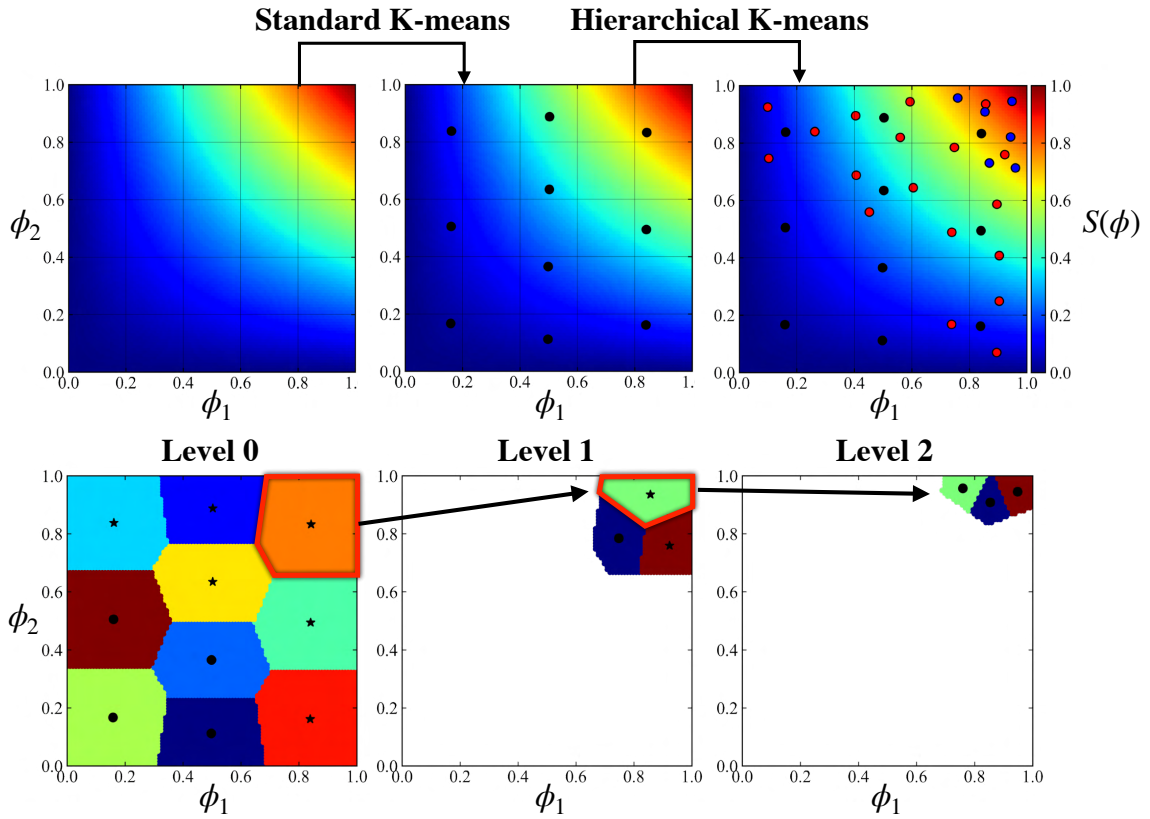 Standard K-means Hierarchical K-means
1.0 1.0 1.0 1.0
0.8 0.8 0.8 0.8
0.6 0.6 0.6 0.6
ϕ2 S(ϕ)
0.4 0.4 0.4 0.4
0.2 0.2 0.2 0.2
0.0 0.0 0.0 0.0
0.0 0.2 0.4 0.6 0.8 1. 0.0 0.2 0.4 0.6 0.8 1. 0.0 0.2 0.4 0.6 0.8 1.0
ϕ1 ϕ1 ϕ1
Level 0 Level 1 Level 2
1.0 1.0 1.0
0.8 0.8 0.8
0.6 0.6 0.6
ϕ2
0.4 0.4 0.4
0.2 0.2 0.2
0.0 0.0 0.0
0.0 0.2 0.4 0.6 0.8 1.0 0.0 0.2 0.4 0.6 0.8 1.0 0.0 0.2 0.4 0.6 0.8 1.0
ϕ1 ϕ1 ϕ1